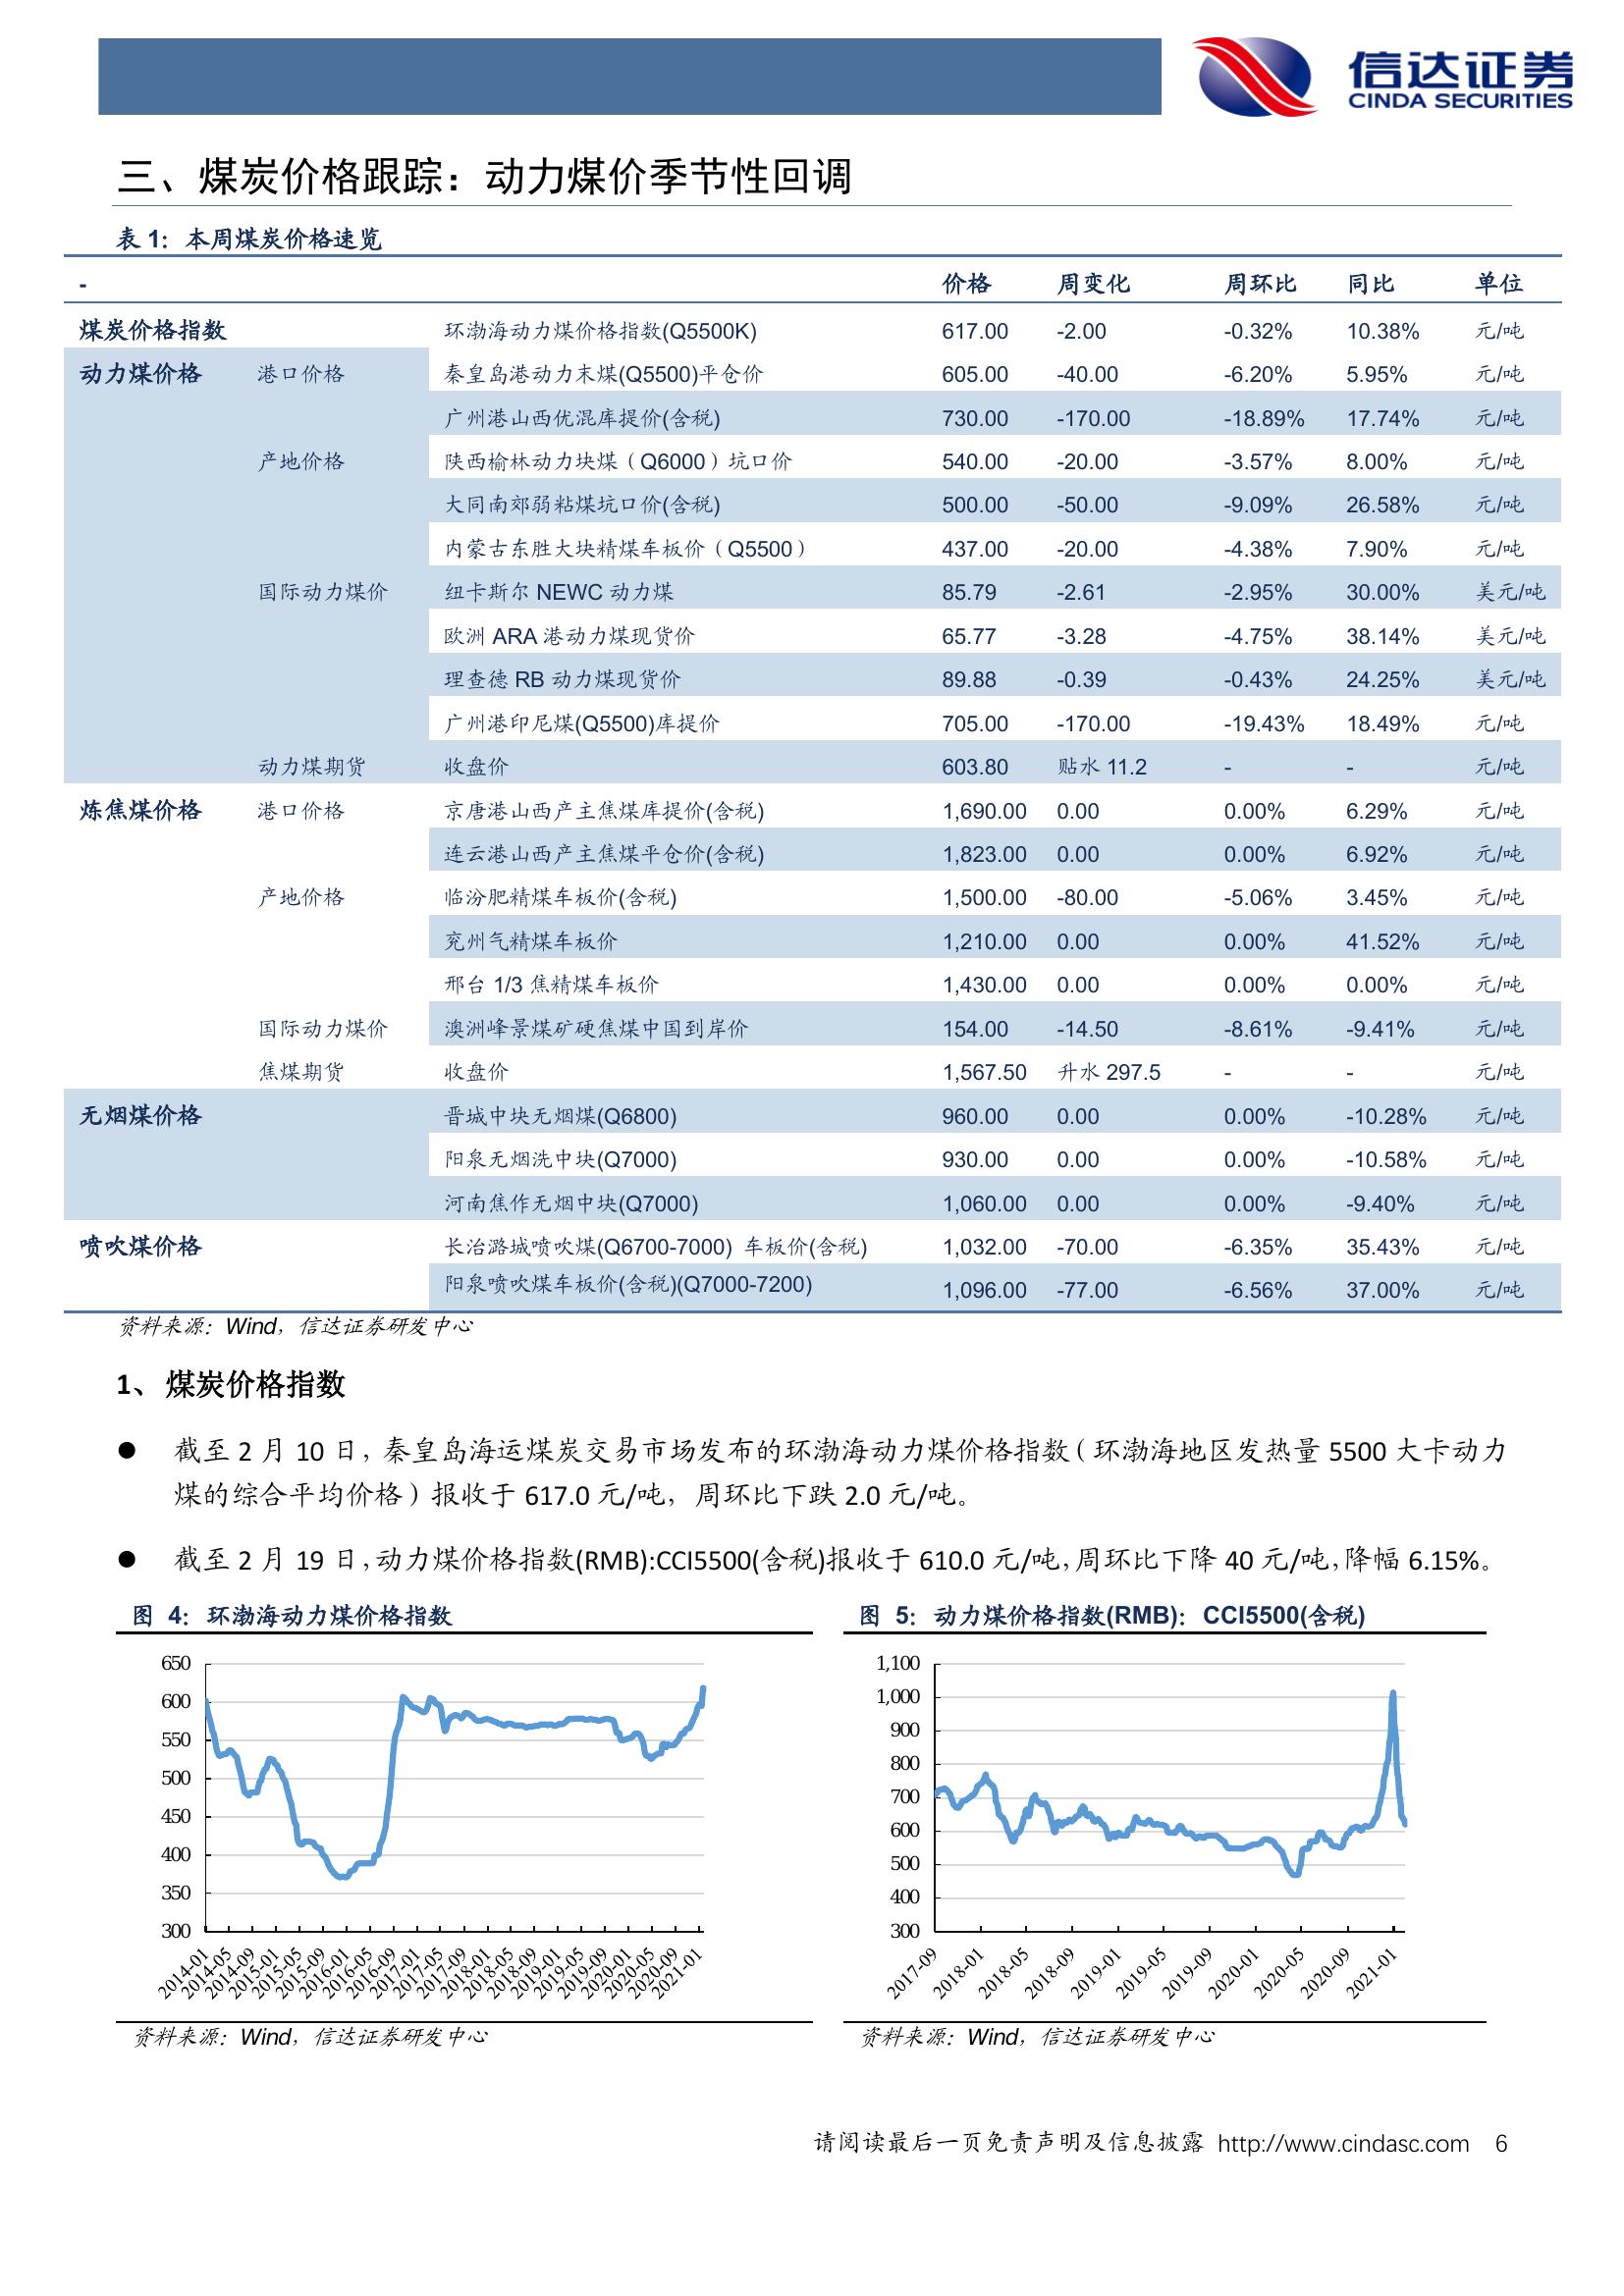 信达证券
CINDA SECURITIES
三、煤炭价格跟踪：动力煤价季节性回调
表 1：本周煤炭价格速览
- 价格 周变化 周环比 同比 单位
煤炭价格指数 环渤海动力煤价格指数(Q5500K) 617.00 -2.00 -0.32% 10.38% 元/吨
动力煤价格 港口价格 秦皇岛港动力末煤(Q5500)平仓价 605.00 -40.00 -6.20% 5.95% 元/吨
广州港山西优混库提价(含税) 730.00 -170.00 -18.89% 17.74% 元/吨
产地价格 陕西榆林动力块煤（Q6000）坑口价 540.00 -20.00 -3.57% 8.00% 元/吨
大同南郊弱粘煤坑口价(含税) 500.00 -50.00 -9.09% 26.58% 元/吨
内蒙古东胜大块精煤车板价（Q5500） 437.00 -20.00 -4.38% 7.90% 元/吨
国际动力煤价 纽卡斯尔 NEWC 动力煤 85.79 -2.61 -2.95% 30.00% 美元/吨
欧洲 ARA 港动力煤现货价 65.77 -3.28 -4.75% 38.14% 美元/吨
理查德 RB 动力煤现货价 89.88 -0.39 -0.43% 24.25% 美元/吨
广州港印尼煤(Q5500)库提价 705.00 -170.00 -19.43% 18.49% 元/吨
动力煤期货 收盘价 603.80 贴水 11.2 - - 元/吨
炼焦煤价格 港口价格 京唐港山西产主焦煤库提价(含税) 1,690.00 0.00 0.00% 6.29% 元/吨
连云港山西产主焦煤平仓价(含税) 1,823.00 0.00 0.00% 6.92% 元/吨
产地价格 临汾肥精煤车板价(含税) 1,500.00 -80.00 -5.06% 3.45% 元/吨
兖州气精煤车板价 1,210.00 0.00 0.00% 41.52% 元/吨
邢台 1/3 焦精煤车板价 1,430.00 0.00 0.00% 0.00% 元/吨
国际动力煤价 澳洲峰景煤矿硬焦煤中国到岸价 154.00 -14.50 -8.61% -9.41% 元/吨
焦煤期货 收盘价 1,567.50 升水 297.5 - - 元/吨
无烟煤价格 晋城中块无烟煤(Q6800) 960.00 0.00 0.00% -10.28% 元/吨
阳泉无烟洗中块(Q7000) 930.00 0.00 0.00% -10.58% 元/吨
河南焦作无烟中块(Q7000) 1,060.00 0.00 0.00% -9.40% 元/吨
喷吹煤价格 长治潞城喷吹煤(Q6700-7000) 车板价(含税) 1,032.00 -70.00 -6.35% 35.43% 元/吨
阳泉喷吹煤车板价(含税)(Q7000-7200) 1,096.00 -77.00 -6.56% 37.00% 元/吨
资料来源：Wind，信达证券研发中心
1、 煤炭价格指数
● 截至 2 月 10 日，秦皇岛海运煤炭交易市场发布的环渤海动力煤价格指数（环渤海地区发热量 5500 大卡动力
煤的综合平均价格）报收于 617.0 元/吨，周环比下跌 2.0 元/吨。
● 截至 2 月 19 日，动力煤价格指数(RMB):CCI5500(含税)报收于 610.0 元/吨，周环比下降 40 元/吨，降幅 6.15%。
图 4：环渤海动力煤价格指数
650
600
550
500
450
400
350
300
2014-01 2014-05 2014-09 2015-01 2015-05 2015-09 2016-01 2016-05 2016-09 2017-01 2017-05 2017-09 2018-01 2018-05 2018-09 2019-01 2019-05 2019-09 2020-01 2020-05 2020-09 2021-01
资料来源：Wind，信达证券研发中心
图 5：动力煤价格指数(RMB)：CCI5500(含税)
1,100
1,000
900
800
700
600
500
400
300
2017-09 2018-01 2018-05 2018-09 2019-01 2019-05 2019-09 2020-01 2020-05 2020-09 2021-01
资料来源：Wind，信达证券研发中心
请阅读最后一页免责声明及信息披露 http://www.cindasc.com 6